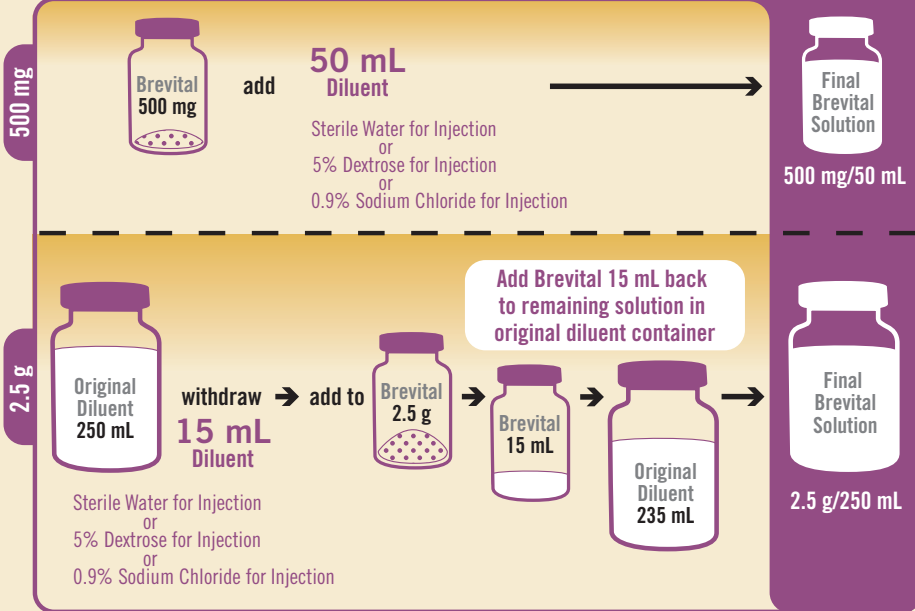 500 mg
Brevital
500 mg
add
50 mL
Diluent
Sterile Water for Injection
or
5% Dextrose for Injection
or
0.9% Sodium Chloride for Injection
Final
Brevital
Solution
500 mg/50 mL
2.5 g
Original
Diluent
250 mL
withdraw
15 mL
Diluent
Sterile Water for Injection
or
5% Dextrose for Injection
or
0.9% Sodium Chloride for Injection
add to
Brevital
2.5 g
Add Brevital 15 mL back
to remaining solution in
original diluent container
Brevital
15 mL
Original
Diluent
235 mL
Final
Brevital
Solution
2.5 g/250 mL